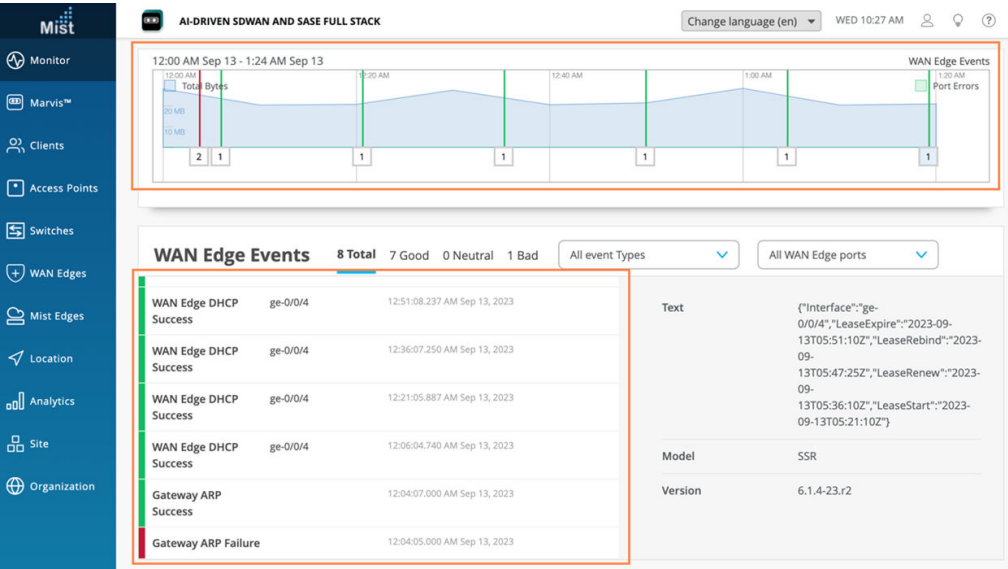 Mist
AI-DRIVEN SDWAN AND SASE FULL STACK
Change language (en)
WED 10:27 AM
?
Monitor
Marvis™
Clients
Access Points
Switches
WAN Edges
Mist Edges
Location
Analytics
Site
Organization
12:00 AM Sep 13 - 1:24 AM Sep 13
WAN Edge Events
12:00 AM
12:20 AM
12:40 AM
1:00 AM
1:20 AM
Total Bytes
Port Errors
20 MB
10 MB
2 1 1 1 1 1 1
WAN Edge Events
8 Total 7 Good 0 Neutral 1 Bad
All event Types
All WAN Edge ports
WAN Edge DHCP ge-0/0/4 12:51:08.237 AM Sep 13, 2023
Success
WAN Edge DHCP ge-0/0/4 12:36:07.250 AM Sep 13, 2023
Success
WAN Edge DHCP ge-0/0/4 12:21:05.887 AM Sep 13, 2023
Success
WAN Edge DHCP ge-0/0/4 12:06:04.740 AM Sep 13, 2023
Success
Gateway ARP 12:04:07.000 AM Sep 13, 2023
Success
Gateway ARP Failure 12:04:05.000 AM Sep 13, 2023
Text
{"Interface":"ge-
0/0/4","LeaseExpire":"2023-09-
13T05:51:10Z","LeaseRebind":"2023-
09-
13T05:47:25Z","LeaseRenew":"2023-
09-
13T05:36:10Z","LeaseStart":"2023-
09-13T05:21:10Z"}
Model SSR
Version 6.1.4-23.r2